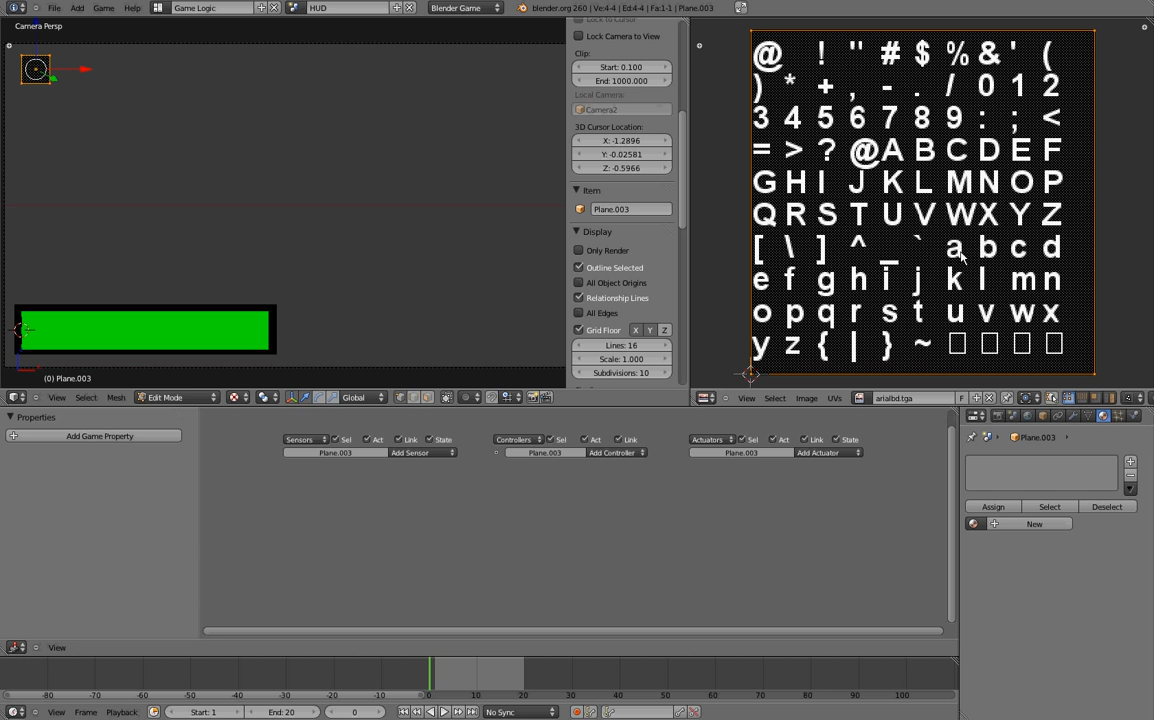 File Add Game Help Game Logic HUD Blender Game blender.org 260 | Ve:4-4 | Ed:4-4 | Fa:1-1 | Plane.003
Camera Persp
Lock to Cursor
Lock Camera to View
Clip:
Start: 0.100
End: 1000.000
Local Camera:
Camera2
3D Cursor Location:
X: -1.2896
Y: -0.02581
Z: -0.5966
Item
Plane.003
Display
Only Render
Outline Selected
All Object Origins
Relationship Lines
All Edges
Grid Floor X Y Z
Lines: 16
Scale: 1.000
Subdivisions: 10
(0) Plane.003
@ ! " # $ % & ' (
) * + , - . / 0 1 2
3 4 5 6 7 8 9 : ; <
= > ? @ A B C D E F
G H I J K L M N O P
Q R S T U V W X Y Z
[ \ ] ^ _ ` a b c d
e f g h i j k l m n
o p q r s t u v w x
y z { | } ~ □ □ □ □
View Select Mesh Edit Mode Global
View Select Image UVs arialbd.tga F
Properties
Add Game Property
Sensors Sel Act Link State
Plane.003 Add Sensor
Controllers Sel Act Link
Plane.003 Add Controller
Actuators Sel Act Link State
Plane.003 Add Actuator
Plane.003
Assign Select Deselect
New
View
-80 -70 -60 -50 -40 -30 -20 -10 0 10 20 30 40 50 60 70 80 90 100
View Frame Playback Start: 1 End: 20 0 No Sync